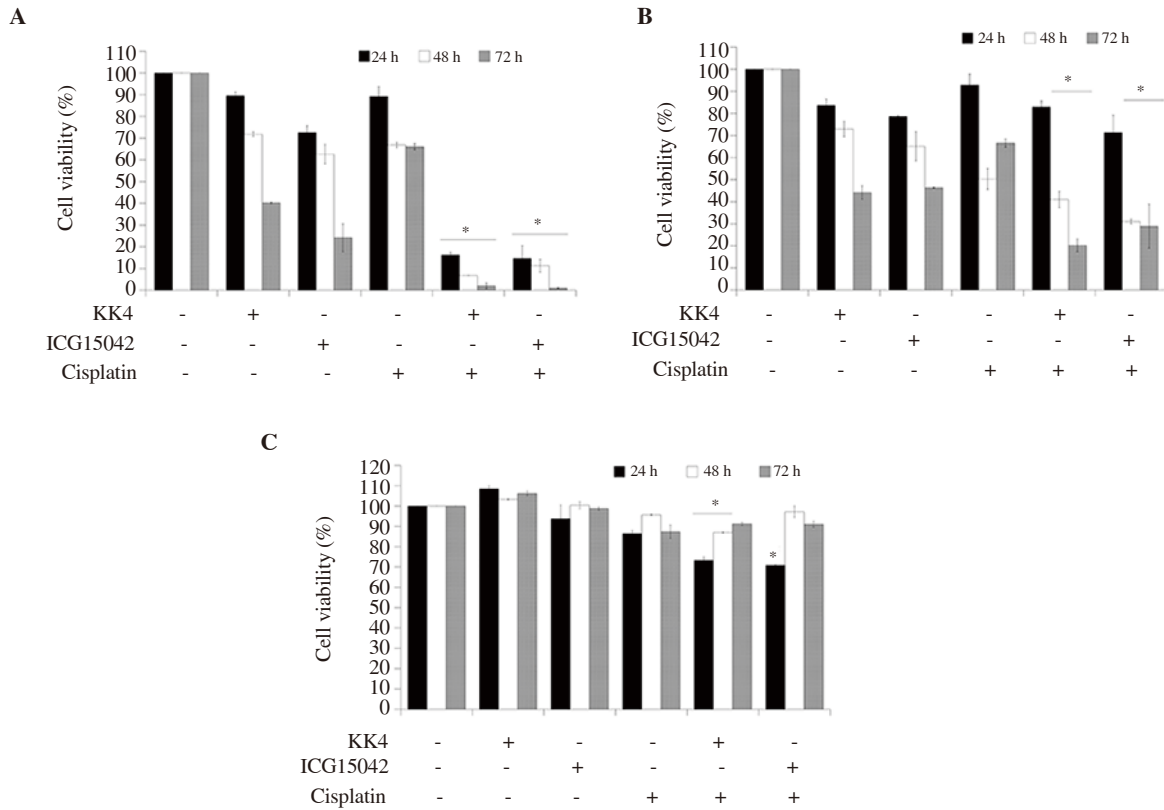 A
24 h 48 h 72 h
110
100
90
80
70
60
50
40
30
20
10
0
Cell viability (%)
*
*
KK4 - + - - + -
ICG15042 - - + - - +
Cisplatin - - - + + +
B
24 h 48 h 72 h
110
100
90
80
70
60
50
40
30
20
10
0
Cell viability (%)
*
*
KK4 - + - - + -
ICG15042 - - + - - +
Cisplatin - - - + + +
C
24 h 48 h 72 h
120
110
100
90
80
70
60
50
40
30
20
10
0
Cell viability (%)
*
*
KK4 - + - - + -
ICG15042 - - + - - +
Cisplatin - - - + + +